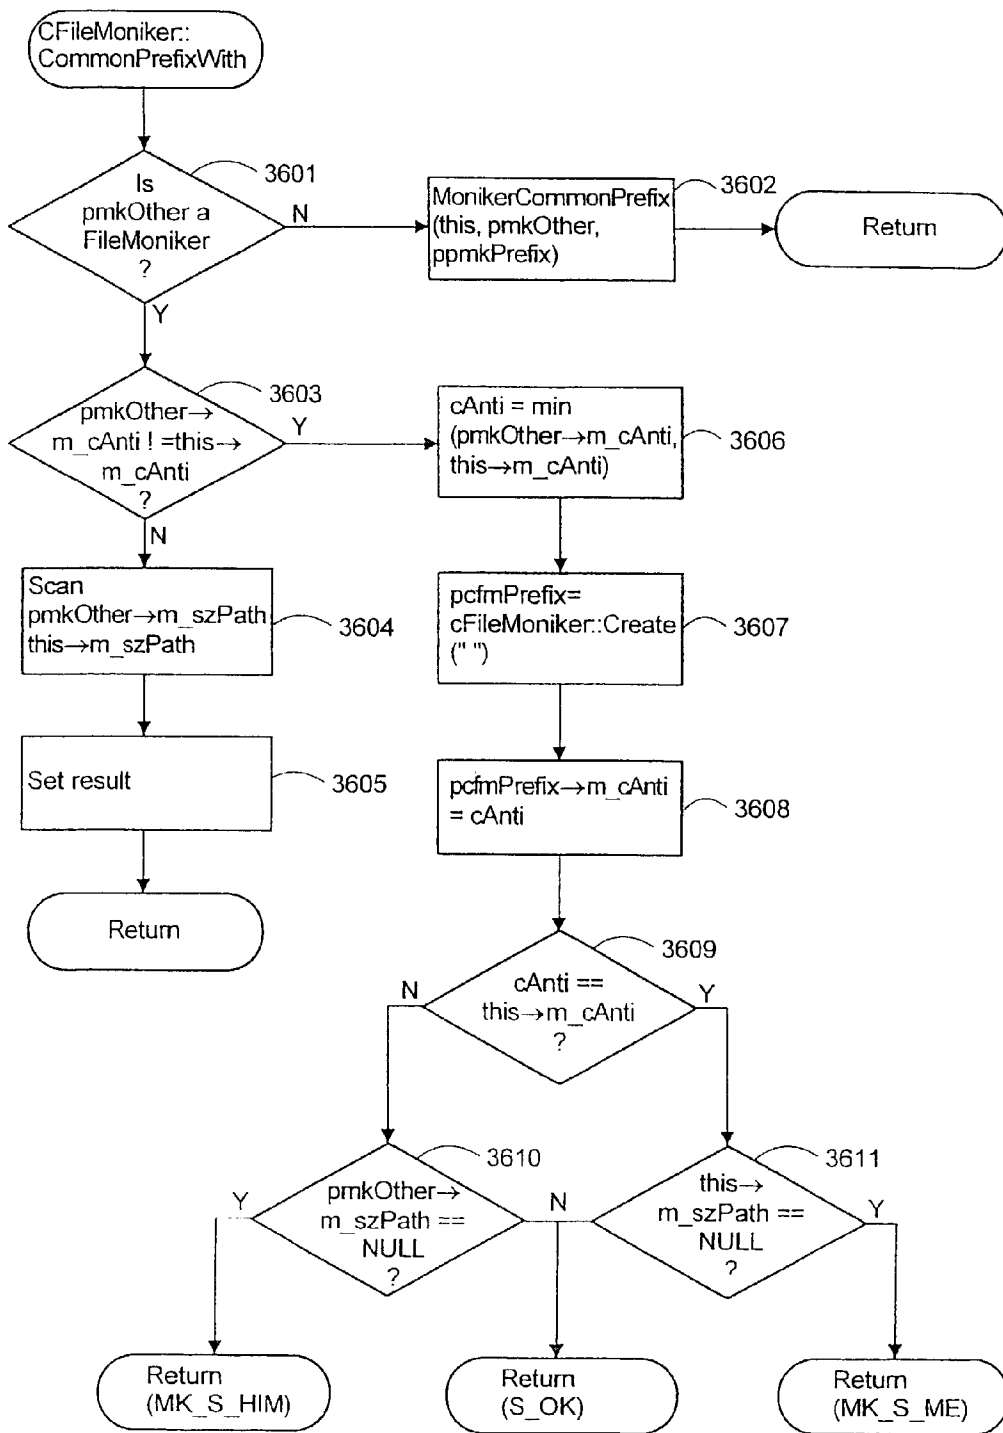 CFileMoniker::
CommonPrefixWith
3601
Is
pmkOther a
FileMoniker
?
N
Y
3602
MonikerCommonPrefix
(this, pmkOther,
ppmkPrefix)
Return
3603
pmkOther→
m_cAnti ! =this→
m_cAnti
?
Y
N
cAnti = min
(pmkOther→m_cAnti,
this→m_cAnti)
3606
Scan
pmkOther→m_szPath
this→m_szPath
3604
pcfmPrefix=
cFileMoniker::Create
(" ")
3607
Set result
3605
pcfmPrefix→m_cAnti
= cAnti
3608
Return
3609
cAnti ==
this→m_cAnti
?
N
Y
3610
pmkOther→
m_szPath ==
NULL
?
Y
N
3611
this→
m_szPath ==
NULL
?
Y
Return
(MK_S_HIM)
Return
(S_OK)
Return
(MK_S_ME)